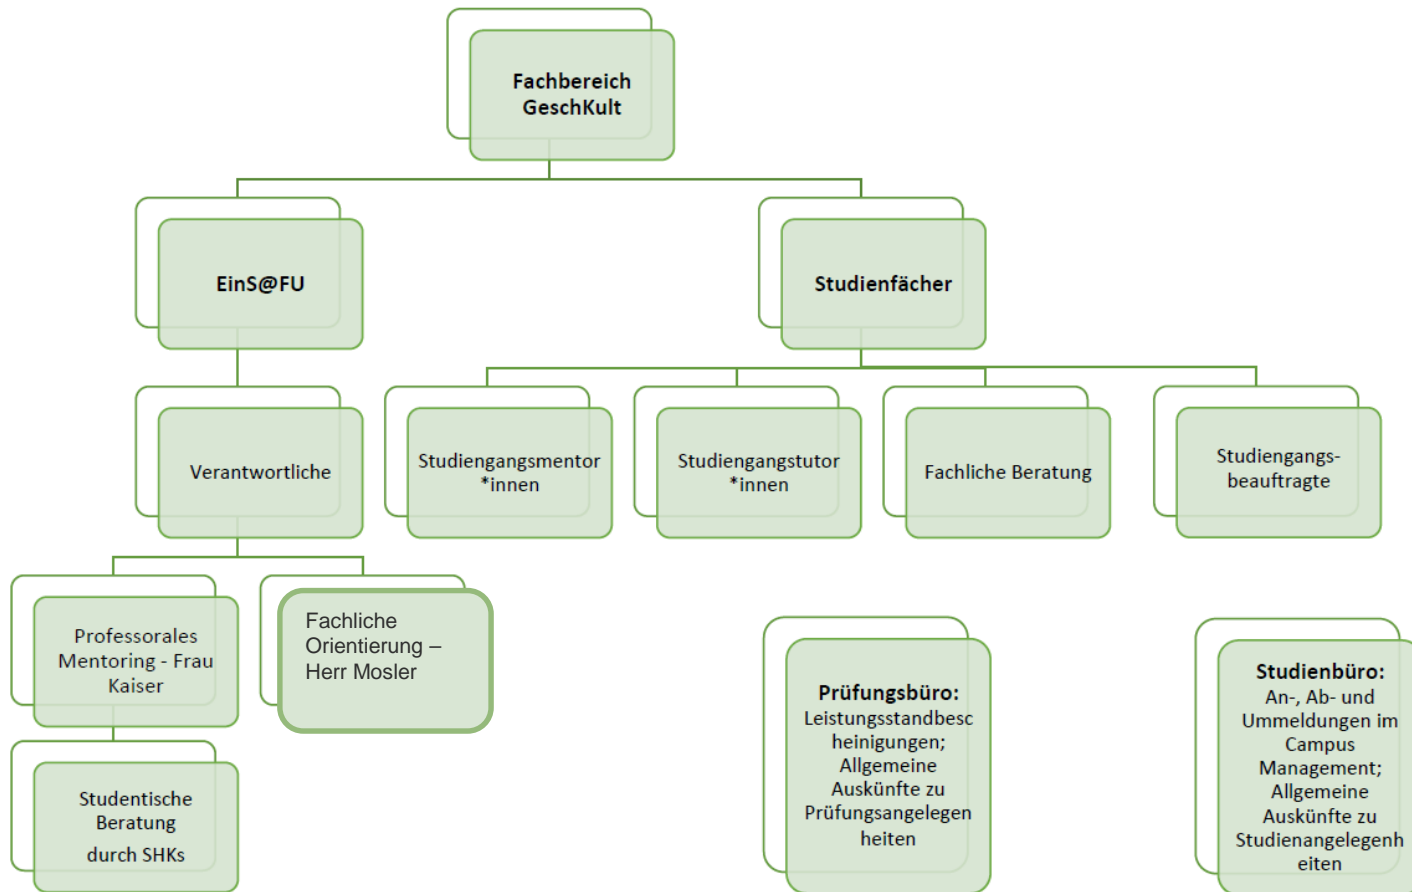 Fachbereich
GeschKult
EinS@FU
Studienfächer
Verantwortliche
Studiengangsmentor
*innen
Studiengangstutor
*innen
Fachliche Beratung
Studiengangs-
beauftragte
Professorales
Mentoring - Frau
Kaiser
Fachliche
Orientierung –
Herr Mosler
Studentische
Beratung
durch SHKs
Prüfungsbüro:
Leistungsstandbesc
heinigungen;
Allgemeine
Auskünfte zu
Prüfungsangelegen
heiten
Studienbüro:
An-, Ab- und
Ummeldungen im
Campus
Management;
Allgemeine
Auskünfte zu
Studienangelegenh
eiten